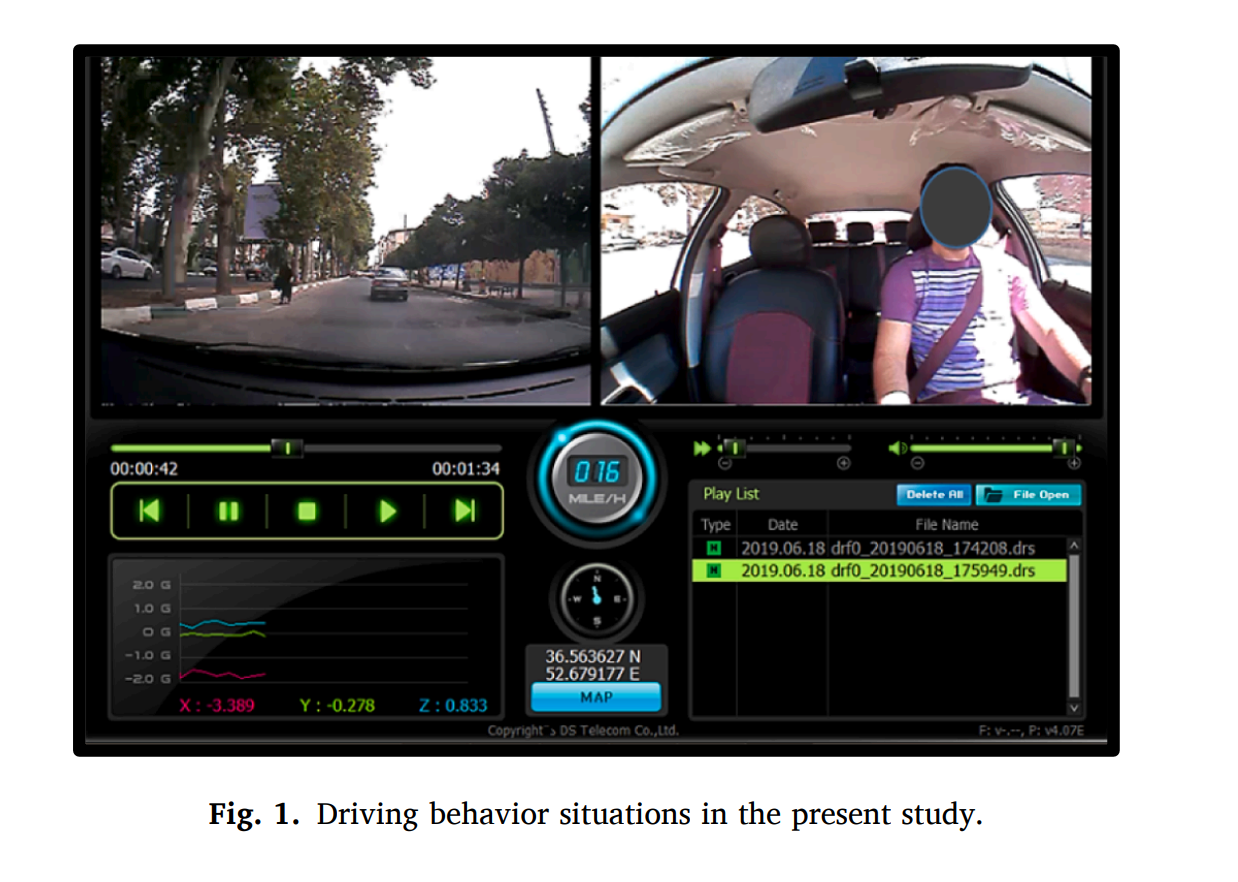 00:00:42
00:01:34
016
MILE/H
Play List
Delete All
File Open
Type Date File Name
H 2019.06.18 drf0_20190618_174208.drs
H 2019.06.18 drf0_20190618_175949.drs
2.0 G
1.0 G
0 G
-1.0 G
-2.0 G
X : -3.389 Y : -0.278 Z : 0.833
N
W E
S
36.563627 N
52.679177 E
MAP
DS Telecom Co.,Ltd.
F: v-.--, P: v4.07E
Fig. 1. Driving behavior situations in the present study.